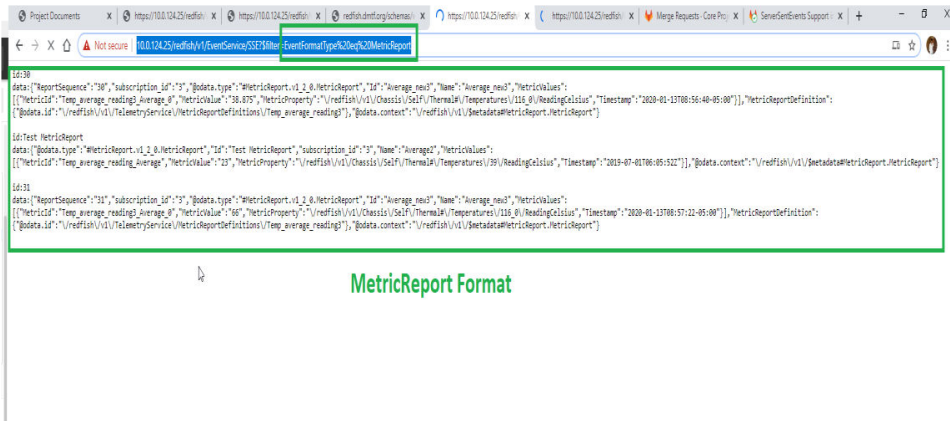 Project Documents
https://10.0.124.25/redfish/
https://10.0.124.25/redfish/
redfish.dmtf.org/schemas/
https://10.0.124.25/redfish/
https://10.0.124.25/redfish/
Merge Requests · Core Proj
ServerSentEvents Support
Not secure | 10.0.124.25/redfish/v1/EventService/SSE?$filter=EventFormatType%20eq%20MetricReport
id:30
data:{"ReportSequence":"30","subscription_id":"3","@odata.type":"#MetricReport.v1_2_0.MetricReport","Id":"Average_new3","Name":"Average_new3","MetricValues":
[{"MetricId":"Temp_average_reading3_Average_0","MetricValue":"38.875","MetricProperty":"\/redfish\/v1\/Chassis\/Self\/Thermal#\/Temperatures\/116_0\/ReadingCelsius","Timestamp":"2020-01-13T08:56:40-05:00"}],"MetricReportDefinition":
{"@odata.id":"\/redfish\/v1\/TelemetryService\/MetricReportDefinitions\/Temp_average_reading3"},"@odata.context":"\/redfish\/v1\/$metadata#MetricReport.MetricReport"}
id:Test MetricReport
data:{"@odata.type":"#MetricReport.v1_2_0.MetricReport","Id":"Test MetricReport","subscription_id":"3","Name":"Average2","MetricValues":
[{"MetricId":"Temp_average_reading_Average","MetricValue":"23","MetricProperty":"\/redfish\/v1\/Chassis\/Self\/Thermal#\/Temperatures\/39\/ReadingCelsius","Timestamp":"2019-07-01T06:05:52Z"}],"@odata.context":"\/redfish\/v1\/$metadata#MetricReport.MetricReport"}
id:31
data:{"ReportSequence":"31","subscription_id":"3","@odata.type":"#MetricReport.v1_2_0.MetricReport","Id":"Average_new3","Name":"Average_new3","MetricValues":
[{"MetricId":"Temp_average_reading3_Average_0","MetricValue":"66","MetricProperty":"\/redfish\/v1\/Chassis\/Self\/Thermal#\/Temperatures\/116_0\/ReadingCelsius","Timestamp":"2020-01-13T08:57:22-05:00"}],"MetricReportDefinition":
{"@odata.id":"\/redfish\/v1\/TelemetryService\/MetricReportDefinitions\/Temp_average_reading3"},"@odata.context":"\/redfish\/v1\/$metadata#MetricReport.MetricReport"}
MetricReport Format